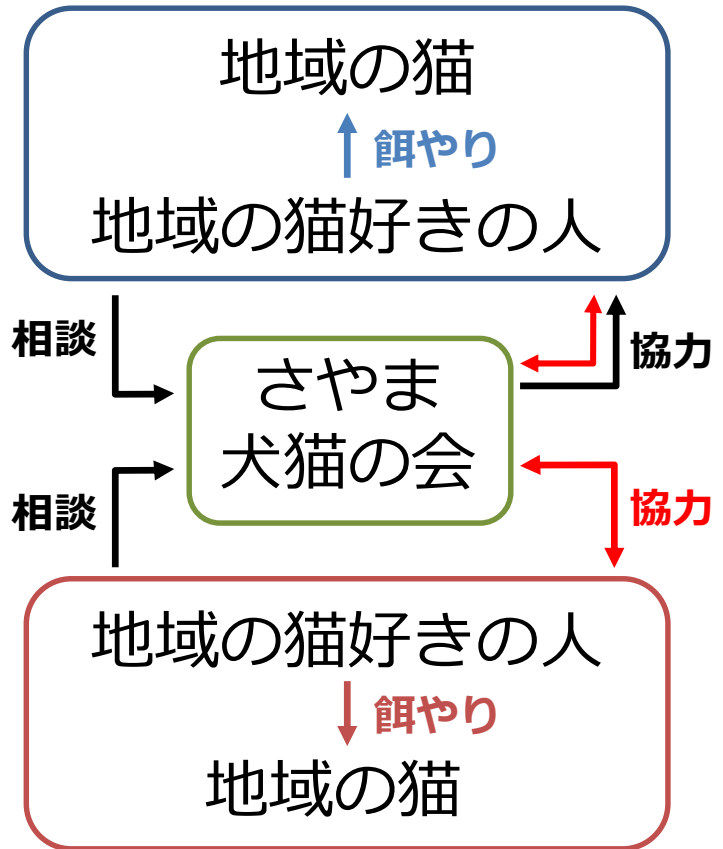 地域の猫
餌やり
地域の猫好きの人
相談
協力
さやま
犬猫の会
相談
協力
地域の猫好きの人
餌やり
地域の猫